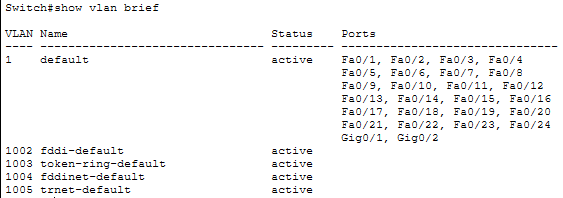 Switch#show vlan brief
VLAN Name                             Status    Ports
---- -------------------------------- --------- -------------------------------
1    default                          active    Fa0/1, Fa0/2, Fa0/3, Fa0/4
                                                Fa0/5, Fa0/6, Fa0/7, Fa0/8
                                                Fa0/9, Fa0/10, Fa0/11, Fa0/12
                                                Fa0/13, Fa0/14, Fa0/15, Fa0/16
                                                Fa0/17, Fa0/18, Fa0/19, Fa0/20
                                                Fa0/21, Fa0/22, Fa0/23, Fa0/24
                                                Gig0/1, Gig0/2
1002 fddi-default                     active
1003 token-ring-default               active
1004 fddinet-default                  active
1005 trnet-default                    active